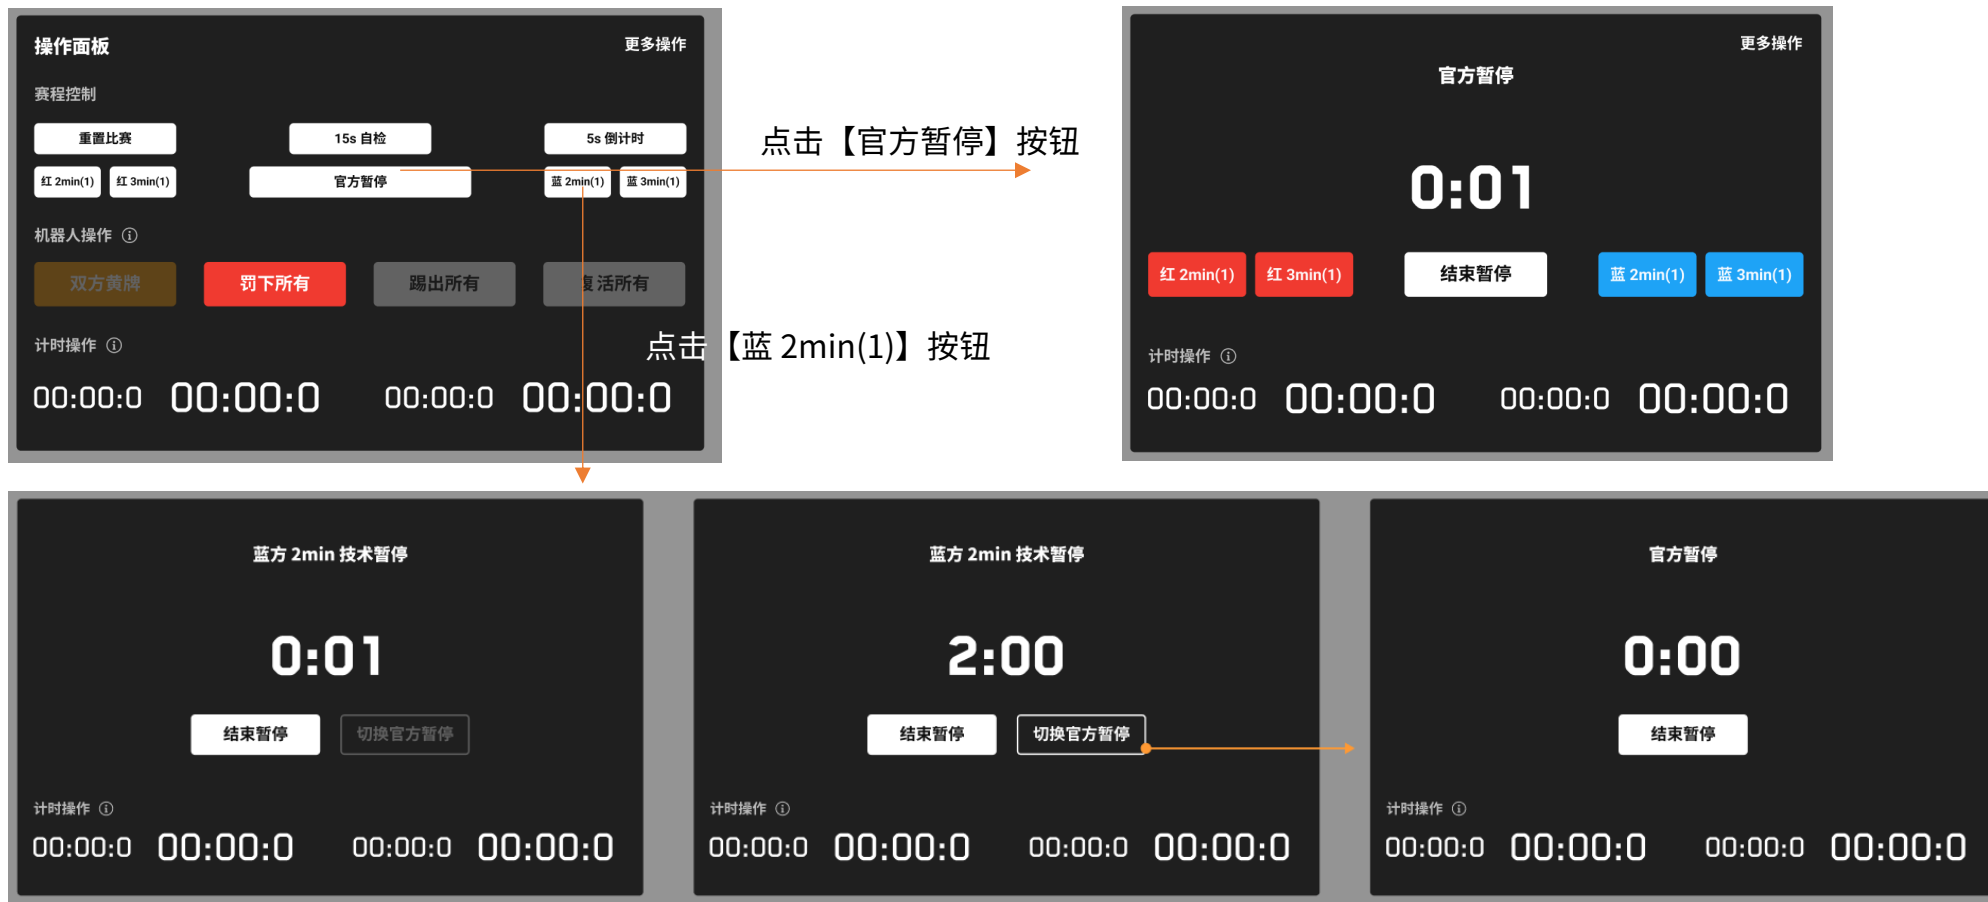 操作面板
更多操作
赛程控制
重置比赛
15s 自检
5s 倒计时
红 2min(1)
红 3min(1)
官方暂停
蓝 2min(1)
蓝 3min(1)
机器人操作
双方黄牌
罚下所有
踢出所有
复活所有
计时操作
00:00:0
00:00:0
00:00:0
00:00:0
点击【官方暂停】按钮
更多操作
官方暂停
0:01
红 2min(1)
红 3min(1)
结束暂停
蓝 2min(1)
蓝 3min(1)
计时操作
00:00:0
00:00:0
00:00:0
00:00:0
点击【蓝 2min(1)】按钮
蓝方 2min 技术暂停
0:01
结束暂停
切换官方暂停
计时操作
00:00:0
00:00:0
00:00:0
00:00:0
蓝方 2min 技术暂停
2:00
结束暂停
切换官方暂停
计时操作
00:00:0
00:00:0
00:00:0
00:00:0
官方暂停
0:00
结束暂停
计时操作
00:00:0
00:00:0
00:00:0
00:00:0